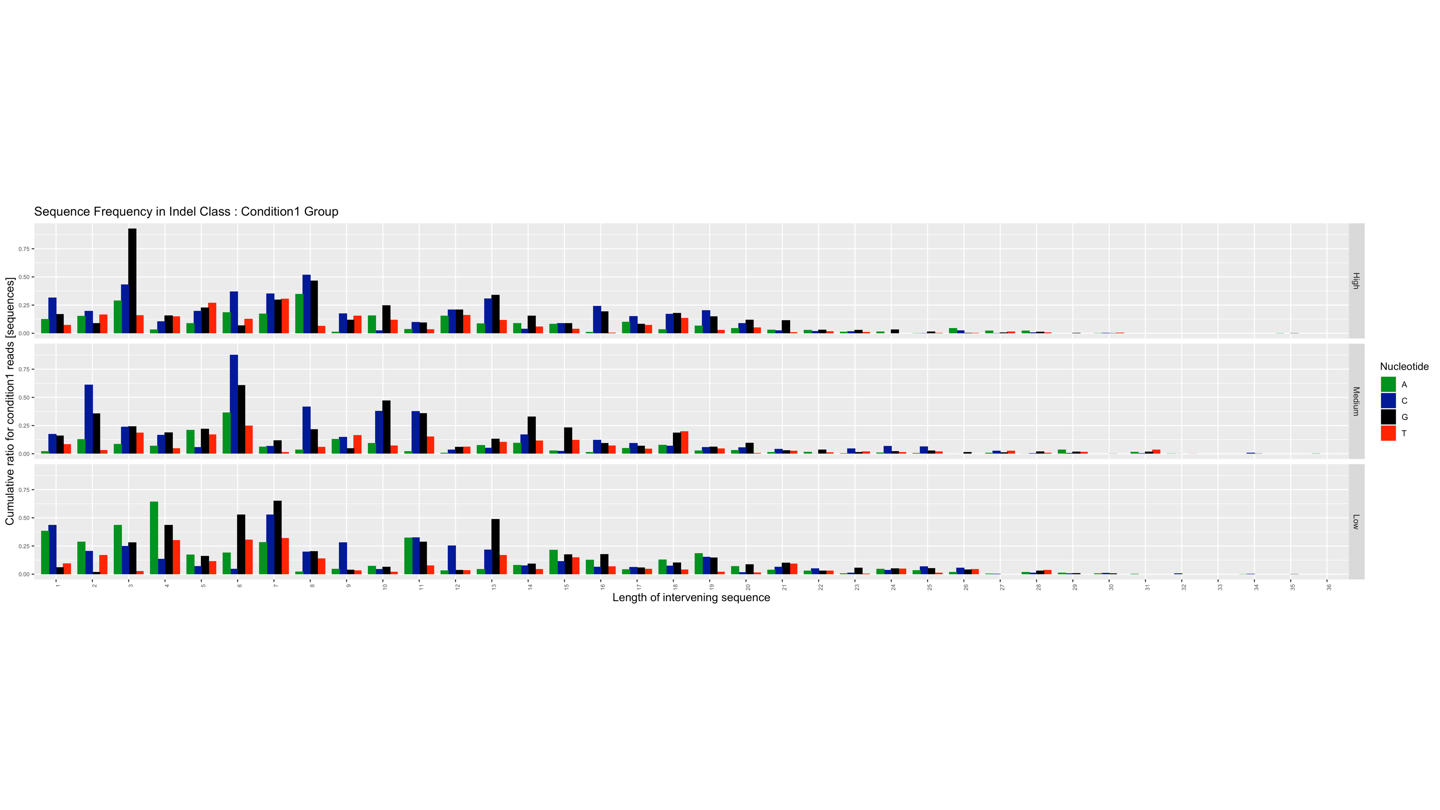 Sequence Frequency in Indel Class : Condition1 Group
Cumulative ratio for condition1 reads [sequences]
0.75
0.50
0.25
0.00
High
0.75
0.50
0.25
0.00
Medium
0.75
0.50
0.25
0.00
Low
1 2 3 4 5 6 7 8 9 10 11 12 13 14 15 16 17 18 19 20 21 22 23 24 25 26 27 28 29 30 31 32 33 34 35 36
Length of intervening sequence
Nucleotide
A
C
G
T